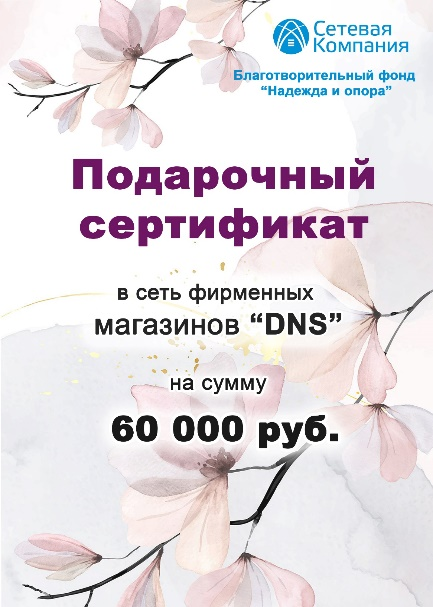 Сетевая
Компания
Благотворительный фонд
“Надежда и опора”
Подарочный
сертификат
в сеть фирменных
магазинов “DNS”
на сумму
60 000 руб.